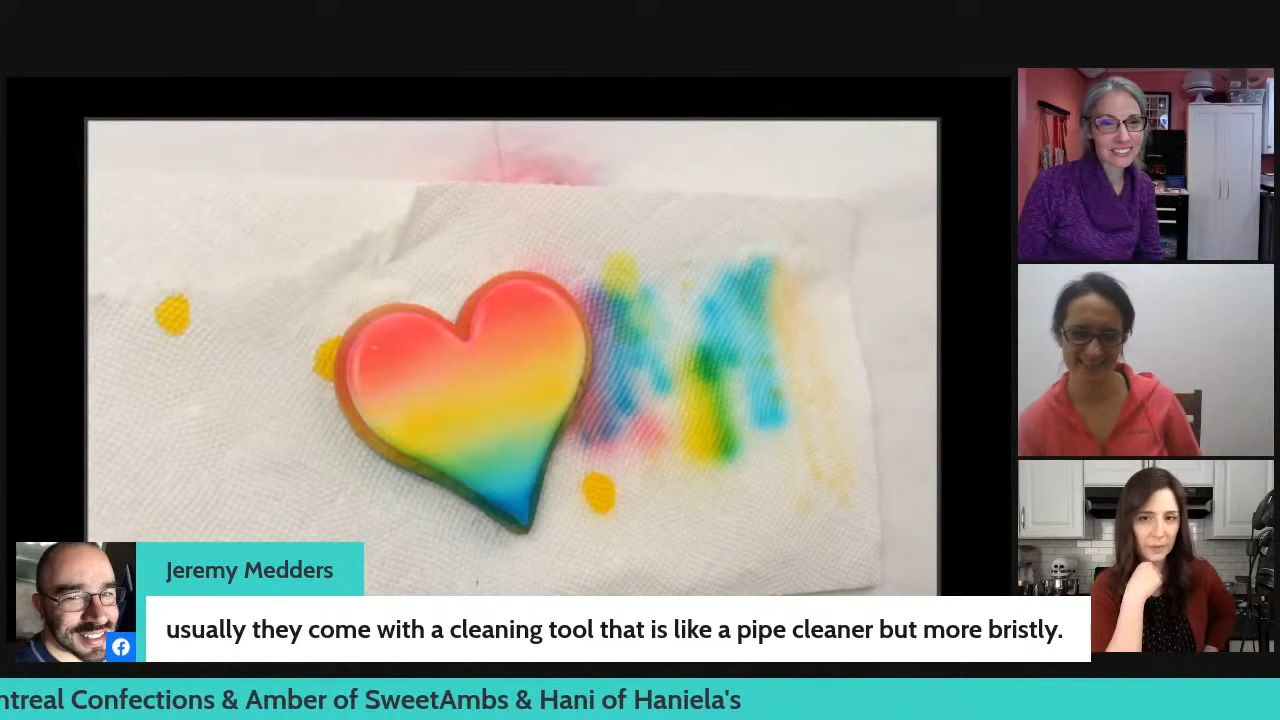 Jeremy Medders
usually they come with a cleaning tool that is like a pipe cleaner but more bristly.
ntreal Confections & Amber of SweetAmbs & Hani of Haniela's